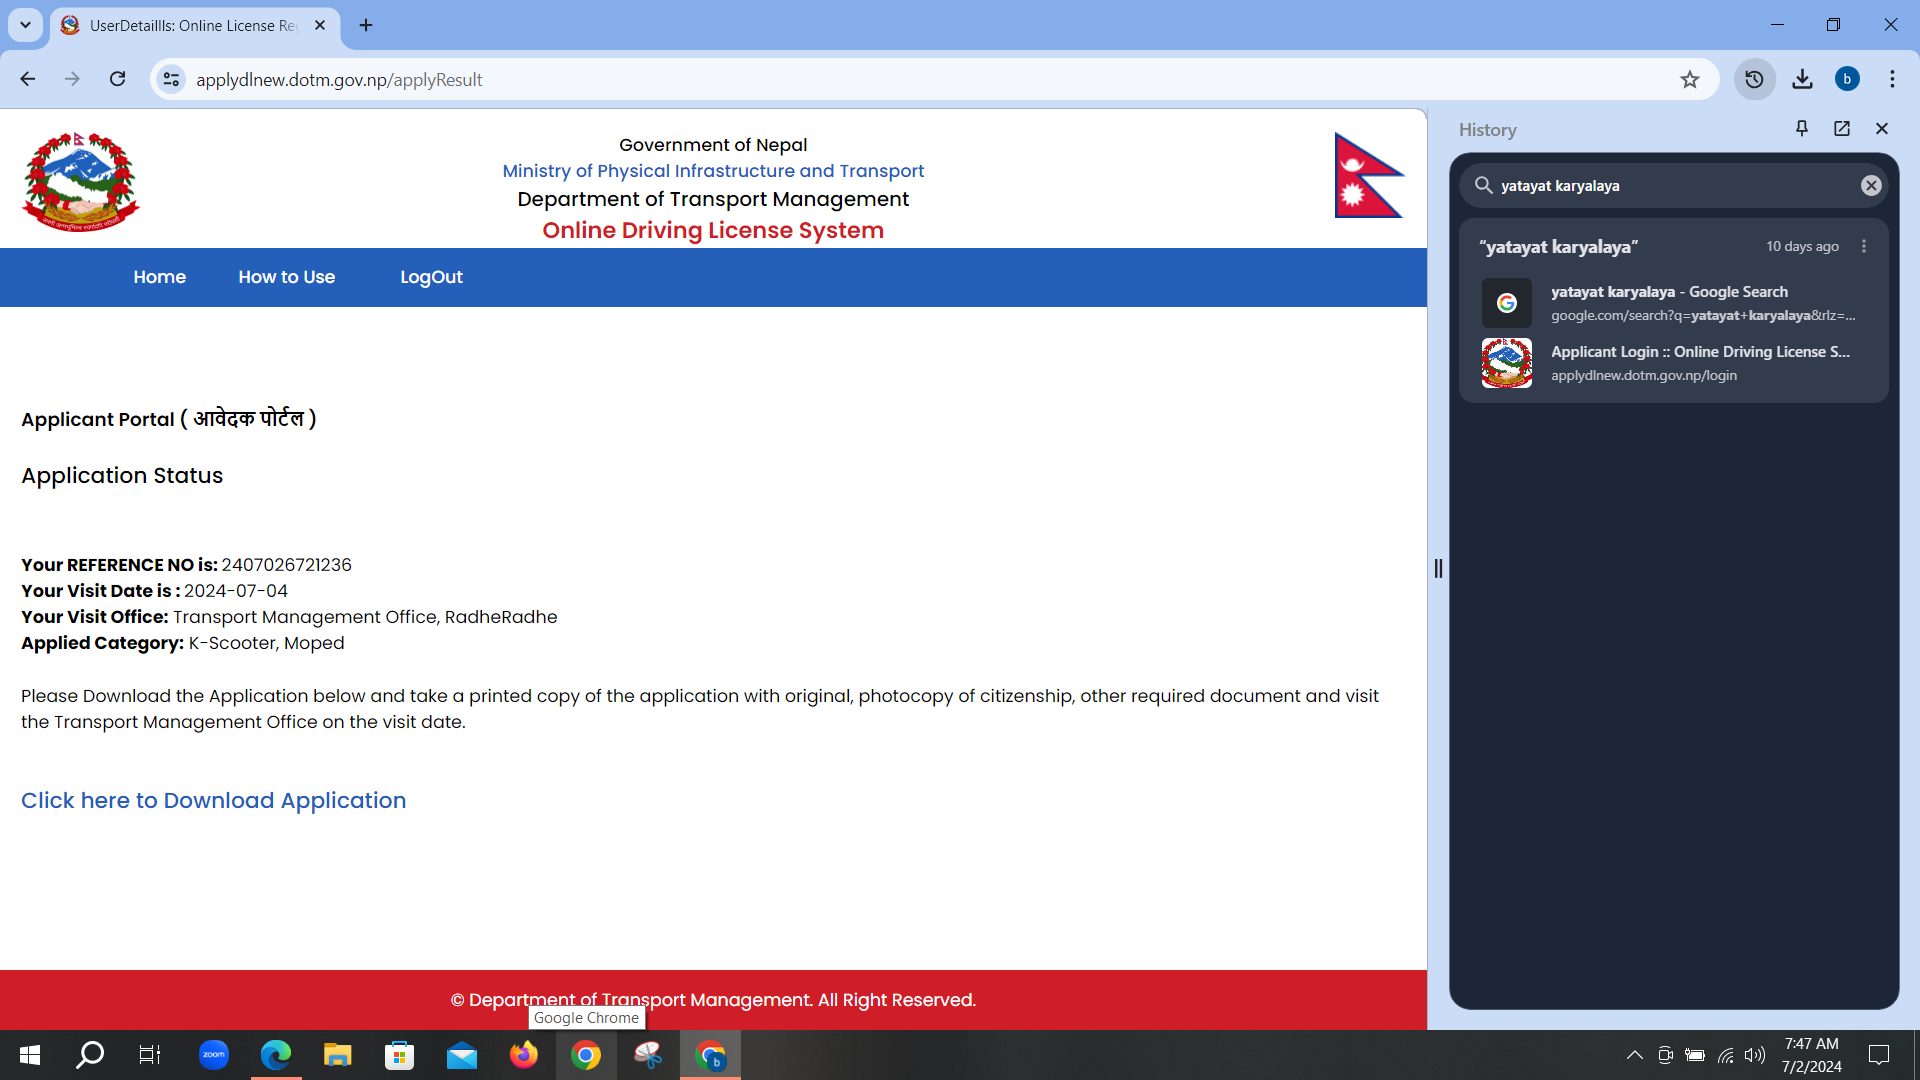 UserDetaillls: Online License Re
applydlnew.dotm.gov.np/applyResult
b
Government of Nepal
Ministry of Physical Infrastructure and Transport
Department of Transport Management
Online Driving License System
Home How to Use LogOut
Applicant Portal ( आवेदक पोर्टल )
Application Status
Your REFERENCE NO is: 2407026721236
Your Visit Date is : 2024-07-04
Your Visit Office: Transport Management Office, RadheRadhe
Applied Category: K-Scooter, Moped
Please Download the Application below and take a printed copy of the application with original, photocopy of citizenship, other required document and visit
the Transport Management Office on the visit date.
Click here to Download Application
© Department of Transport Management. All Right Reserved.
Google Chrome
History
yatayat karyalaya
“yatayat karyalaya” 10 days ago
yatayat karyalaya - Google Search
google.com/search?q=yatayat+karyalaya&rlz=...
Applicant Login :: Online Driving License S...
applydlnew.dotm.gov.np/login
zoom
b
7:47 AM
7/2/2024